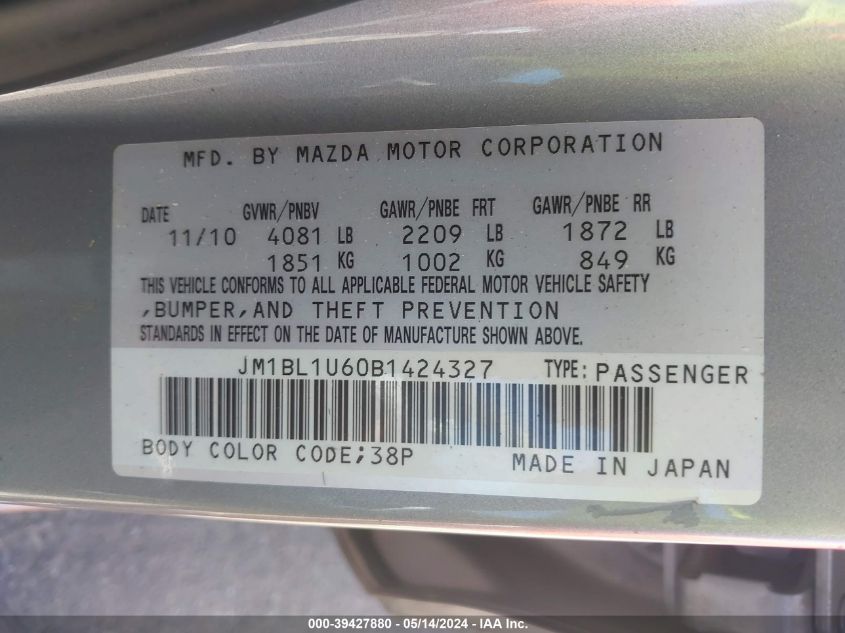 MFD. BY MAZDA MOTOR CORPORATION
DATE GVWR/PNBV GAWR/PNBE FRT GAWR/PNBE RR
11/10 4081 LB 2209 LB 1872 LB
1851 KG 1002 KG 849 KG
THIS VEHICLE CONFORMS TO ALL APPLICABLE FEDERAL MOTOR VEHICLE SAFETY
,BUMPER,AND THEFT PREVENTION
STANDARDS IN EFFECT ON THE DATE OF MANUFACTURE SHOWN ABOVE.
JM1BL1U60B1424327 TYPE: PASSENGER
BODY COLOR CODE;38P
MADE IN JAPAN
000-39427880 - 05/14/2024 - IAA Inc.